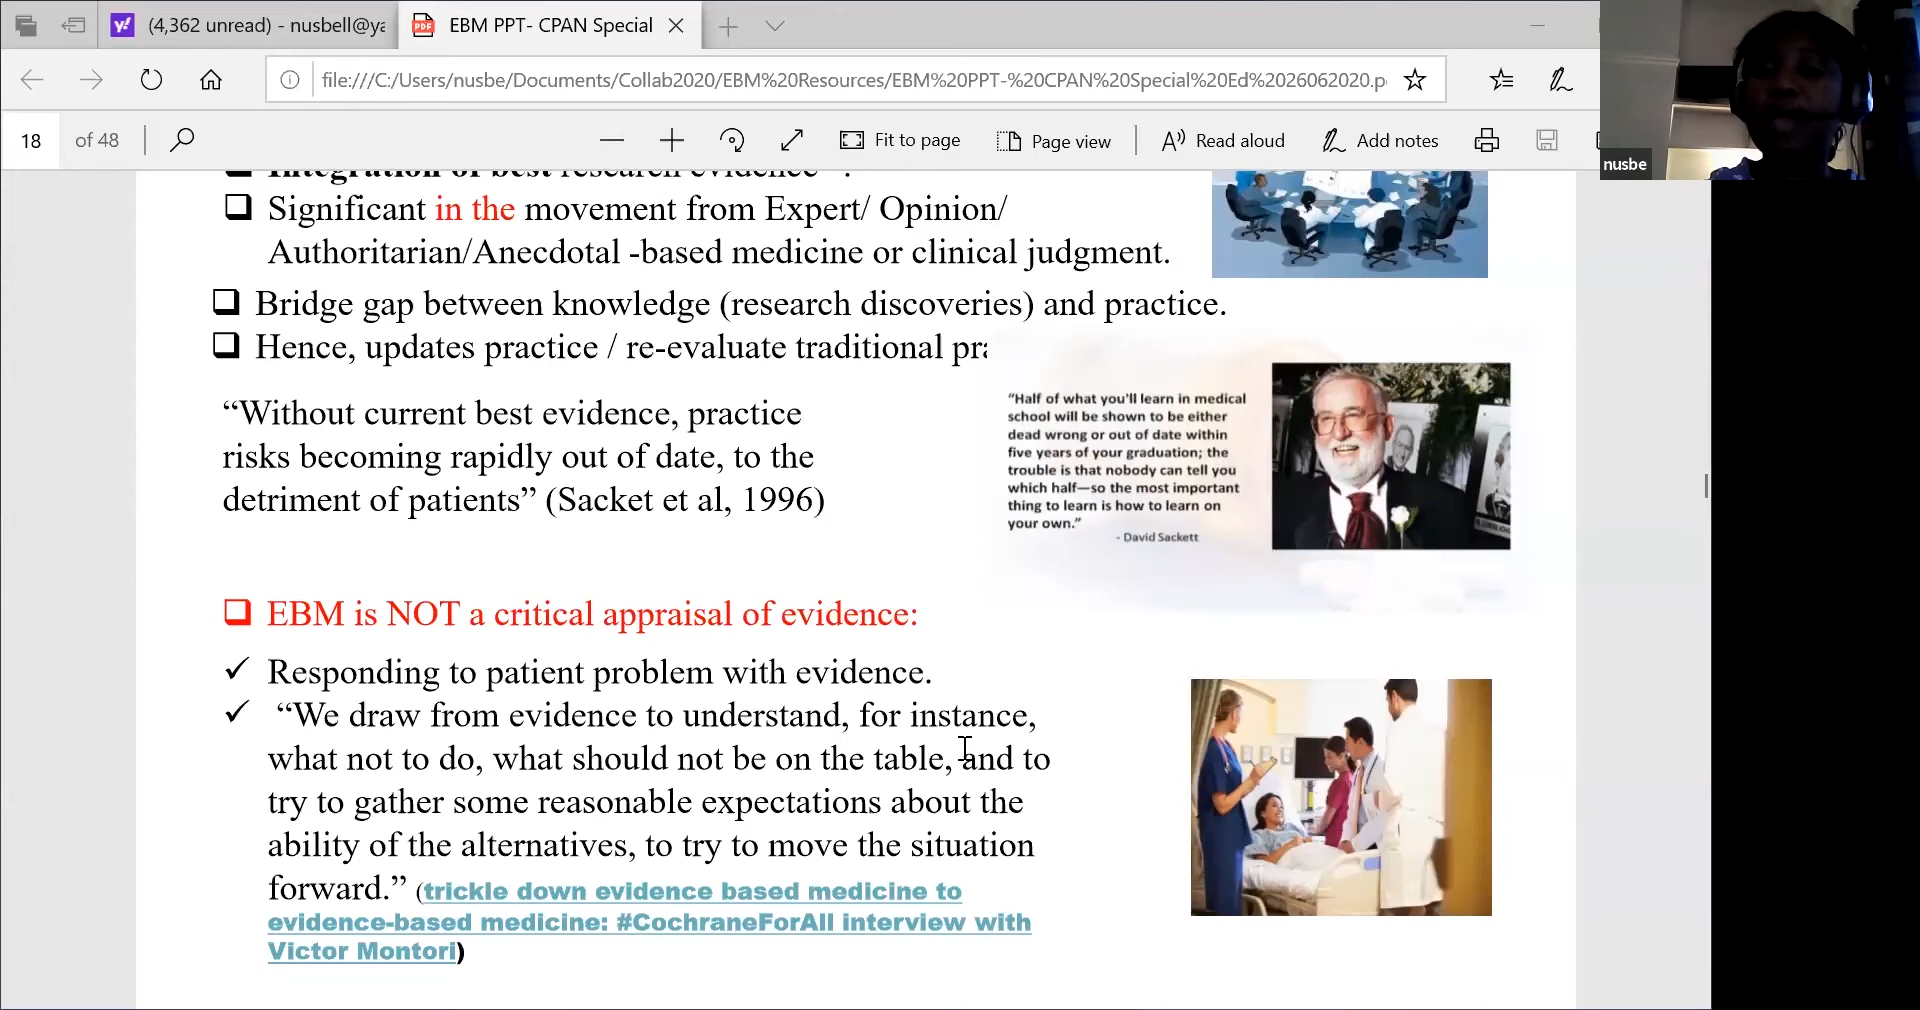 (4,362 unread) - nusbell@ya
EBM PPT- CPAN Special
file:///C:/Users/nusbe/Documents/Collab2020/EBM%20Resources/EBM%20PPT-%20CPAN%20Special%20Ed%2026062020.p
18 of 48
Fit to page
Page view
Read aloud
Add notes
nusbe
Integration of best research evidence
Significant in the movement from Expert/ Opinion/
Authoritarian/Anecdotal -based medicine or clinical judgment.
Bridge gap between knowledge (research discoveries) and practice.
Hence, updates practice / re-evaluate traditional pra
“Without current best evidence, practice
risks becoming rapidly out of date, to the
detriment of patients” (Sacket et al, 1996)
“Half of what you'll learn in medical
school will be shown to be either
dead wrong or out of date within
five years of your graduation; the
trouble is that nobody can tell you
which half—so the most important
thing to learn is how to learn on
your own.”
- David Sackett
EBM is NOT a critical appraisal of evidence:
Responding to patient problem with evidence.
“We draw from evidence to understand, for instance,
what not to do, what should not be on the table, and to
try to gather some reasonable expectations about the
ability of the alternatives, to try to move the situation
forward.” (trickle down evidence based medicine to
evidence-based medicine: #CochraneForAll interview with
Victor Montori)